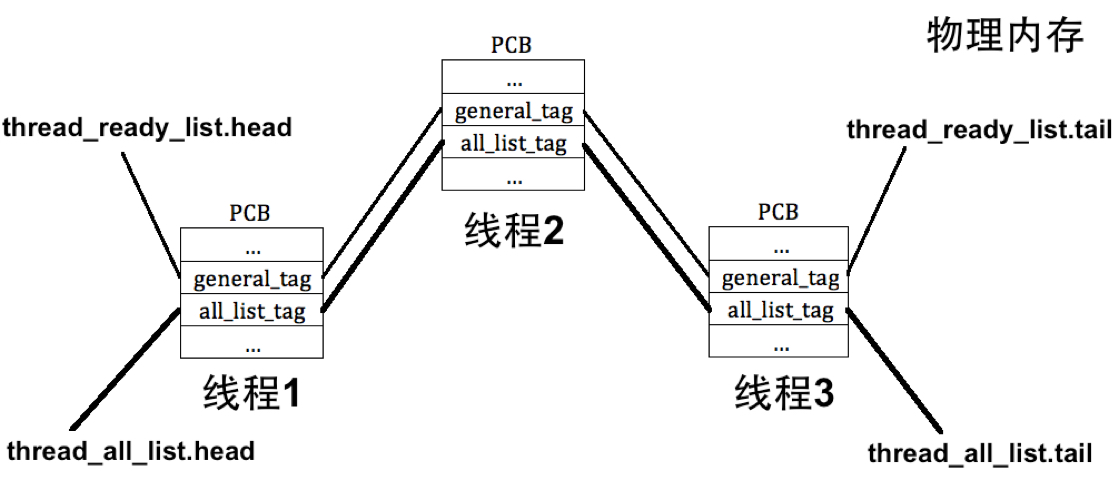 物理内存
PCB
...
general_tag
all_list_tag
...
线程2
thread_ready_list.head
thread_ready_list.tail
PCB
...
general_tag
all_list_tag
...
线程1
PCB
...
general_tag
all_list_tag
...
线程3
thread_all_list.head
thread_all_list.tail